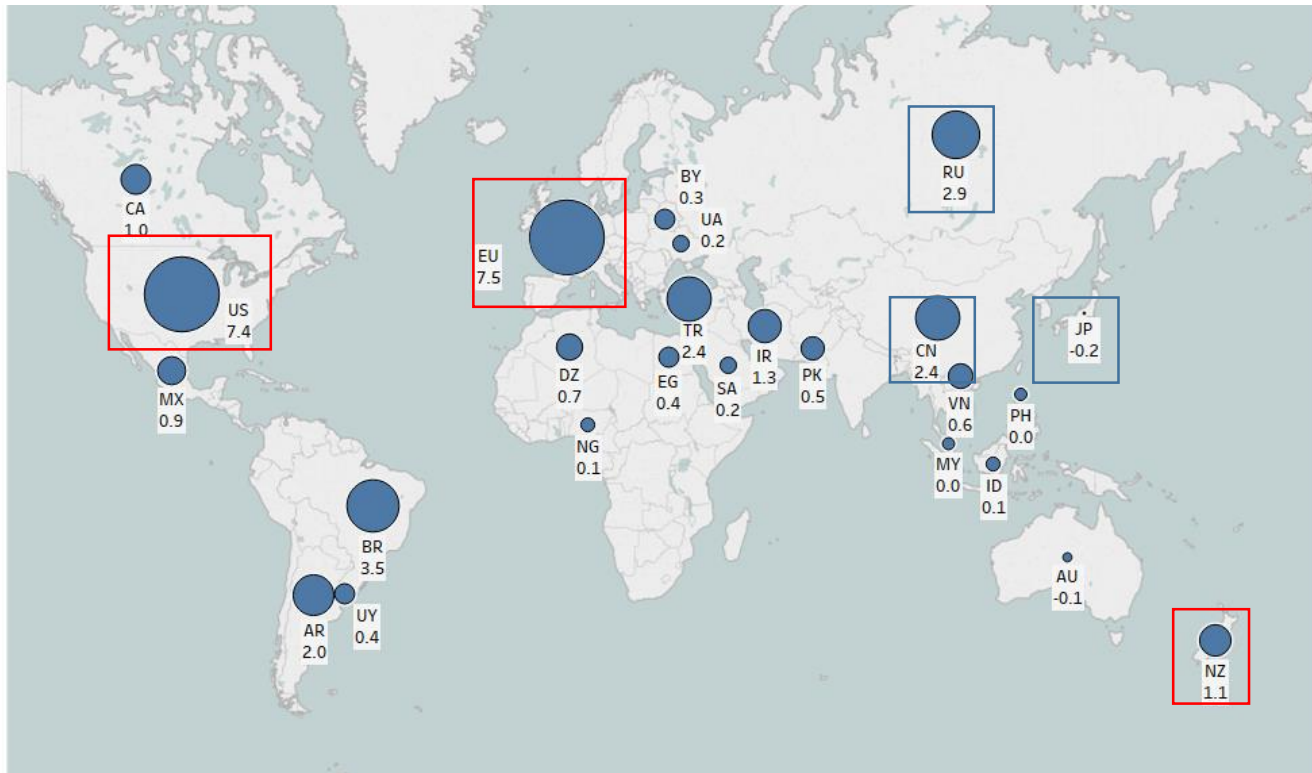 CA
1.0
US
7.4
MX
0.9
BR
3.5
AR
2.0
UY
0.4
EU
7.5
BY
0.3
UA
0.2
TR
2.4
DZ
0.7
EG
0.4
SA
0.2
IR
1.3
PK
0.5
NG
0.1
RU
2.9
CN
2.4
JP
-0.2
VN
0.6
PH
0.0
MY
0.0
ID
0.1
AU
-0.1
NZ
1.1